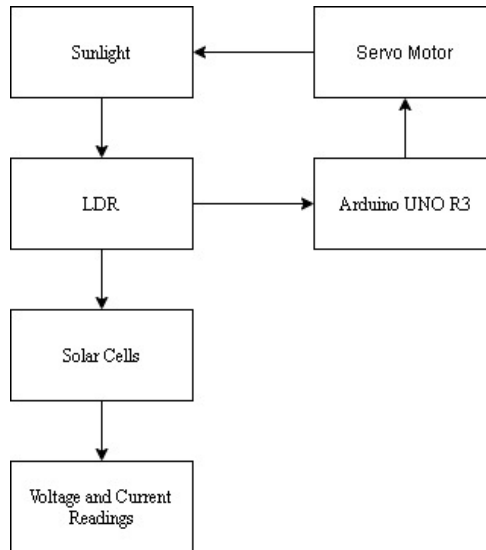 Sunlight
Servo Motor
LDR
Arduino UNO R3
Solar Cells
Voltage and Current
Readings